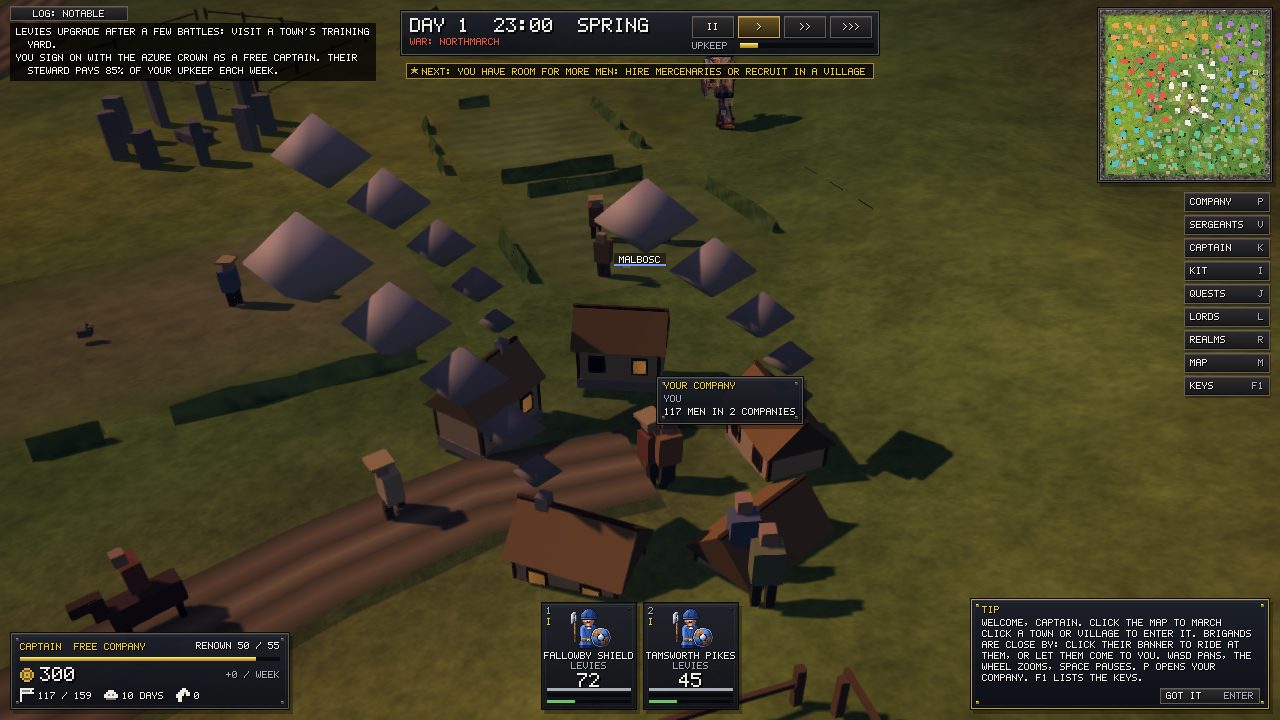 LOG: NOTABLE
LEVIES UPGRADE AFTER A FEW BATTLES: VISIT A TOWN'S TRAINING
YARD.
YOU SIGN ON WITH THE AZURE CROWN AS A FREE CAPTAIN. THEIR
STEWARD PAYS 85% OF YOUR UPKEEP EACH WEEK.
DAY 1 23:00 SPRING
WAR: NORTHMARCH
II > >> >>>
UPKEEP
NEXT: YOU HAVE ROOM FOR MORE MEN: HIRE MERCENARIES OR RECRUIT IN A VILLAGE
COMPANY P
SERGEANTS V
CAPTAIN K
KIT I
QUESTS J
LORDS L
REALMS R
MAP M
KEYS F1
MALBOSC
YOUR COMPANY
YOU
117 MEN IN 2 COMPANIES
CAPTAIN FREE COMPANY RENOWN 50 / 55
300 +0 / WEEK
117 / 159 10 DAYS 0
1
I
FALLOWBY SHIELD
LEVIES
72
2
I
TAMSWORTH PIKES
LEVIES
45
TIP
WELCOME, CAPTAIN. CLICK THE MAP TO MARCH
CLICK A TOWN OR VILLAGE TO ENTER IT. BRIGANDS
ARE CLOSE BY: CLICK THEIR BANNER TO RIDE AT
THEM, OR LET THEM COME TO YOU. WASD PANS, THE
WHEEL ZOOMS, SPACE PAUSES. P OPENS YOUR
COMPANY. F1 LISTS THE KEYS.
GOT IT ENTER